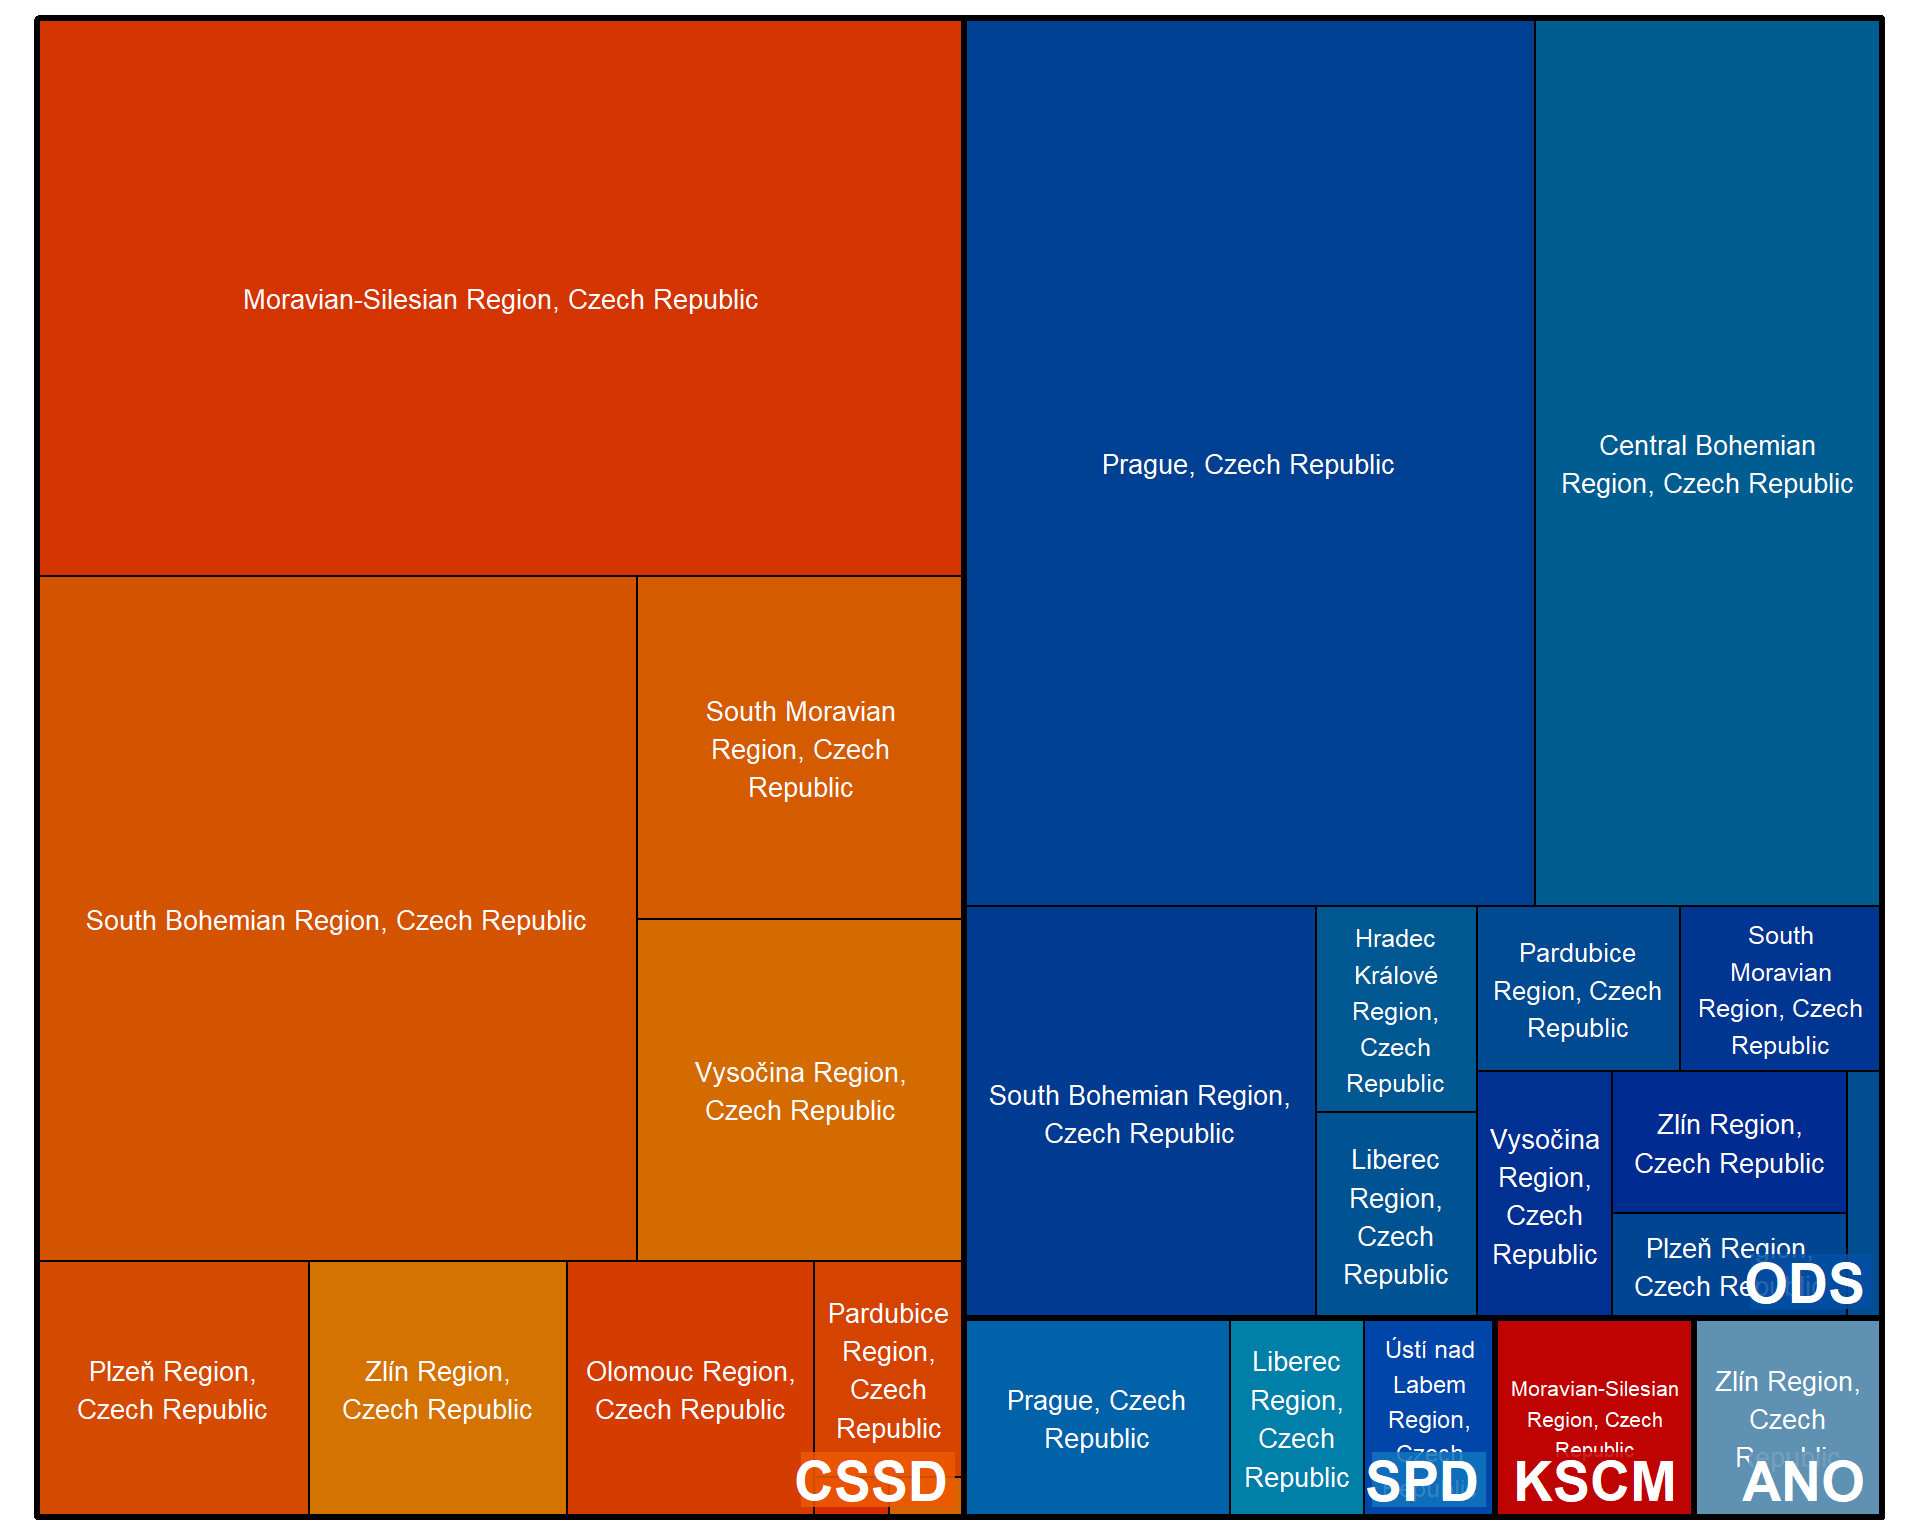 Moravian-Silesian Region, Czech Republic
South Bohemian Region, Czech Republic
South Moravian
Region, Czech
Republic
Vysočina Region,
Czech Republic
Plzeň Region,
Czech Republic
Zlín Region,
Czech Republic
Olomouc Region,
Czech Republic
Pardubice
Region,
Czech
Republic
CSSD
Prague, Czech Republic
Central Bohemian
Region, Czech Republic
South Bohemian Region,
Czech Republic
Hradec
Králové
Region,
Czech
Republic
Liberec
Region,
Czech
Republic
Pardubice
Region, Czech
Republic
South
Moravian
Region, Czech
Republic
Vysočina
Region,
Czech
Republic
Zlín Region,
Czech Republic
Plzeň Region,
Czech Republic
ODS
Prague, Czech
Republic
Liberec
Region,
Czech
Republic
Ústí nad
Labem
Region,
Czech
Republic
SPD
Moravian-Silesian
Region, Czech
Republic
KSCM
Zlín Region,
Czech
Republic
ANO